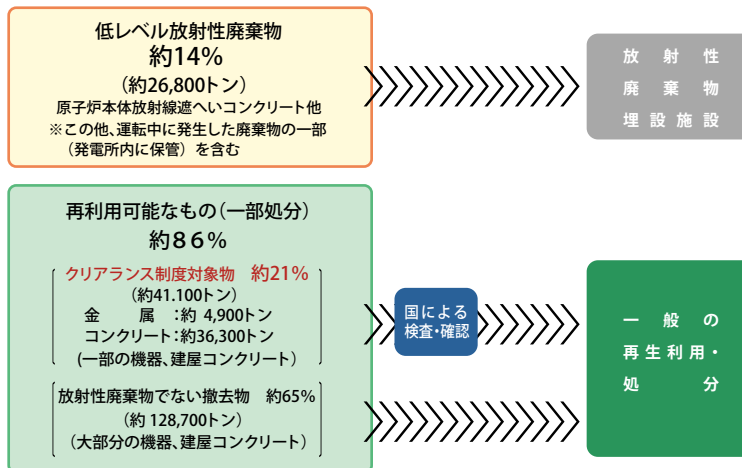 低レベル放射性廃棄物
約14%
(約26,800トン)
原子炉本体放射線遮へいコンクリート他
※この他、運転中に発生した廃棄物の一部
（発電所内に保管）を含む
放射性
廃棄物
埋設施設
再利用可能なもの（一部処分）
約86%
クリアランス制度対象物　約21%
(約41.100トン)
金　属　：約 4,900トン
コンクリート：約36,300トン
(一部の機器、建屋コンクリート）
国による
検査・確認
一般の
再生利用・
処分
放射性廃棄物でない撤去物　約65%
(約 128,700トン)
(大部分の機器、建屋コンクリート）